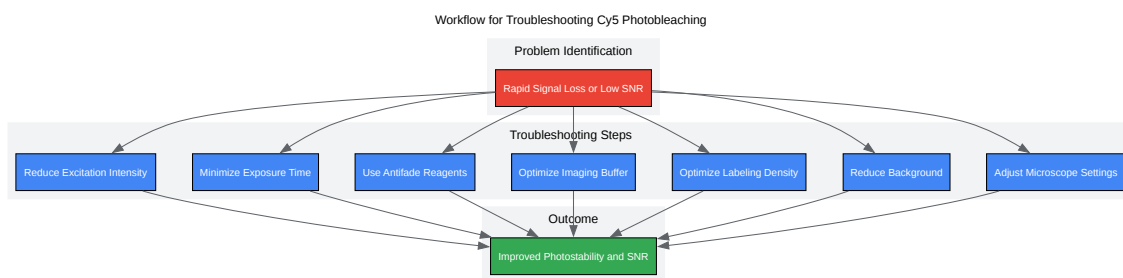 Workflow for Troubleshooting Cy5 Photobleaching
Problem Identification
Rapid Signal Loss or Low SNR
Troubleshooting Steps
Reduce Excitation Intensity
Minimize Exposure Time
Use Antifade Reagents
Optimize Imaging Buffer
Optimize Labeling Density
Reduce Background
Adjust Microscope Settings
Outcome
Improved Photostability and SNR